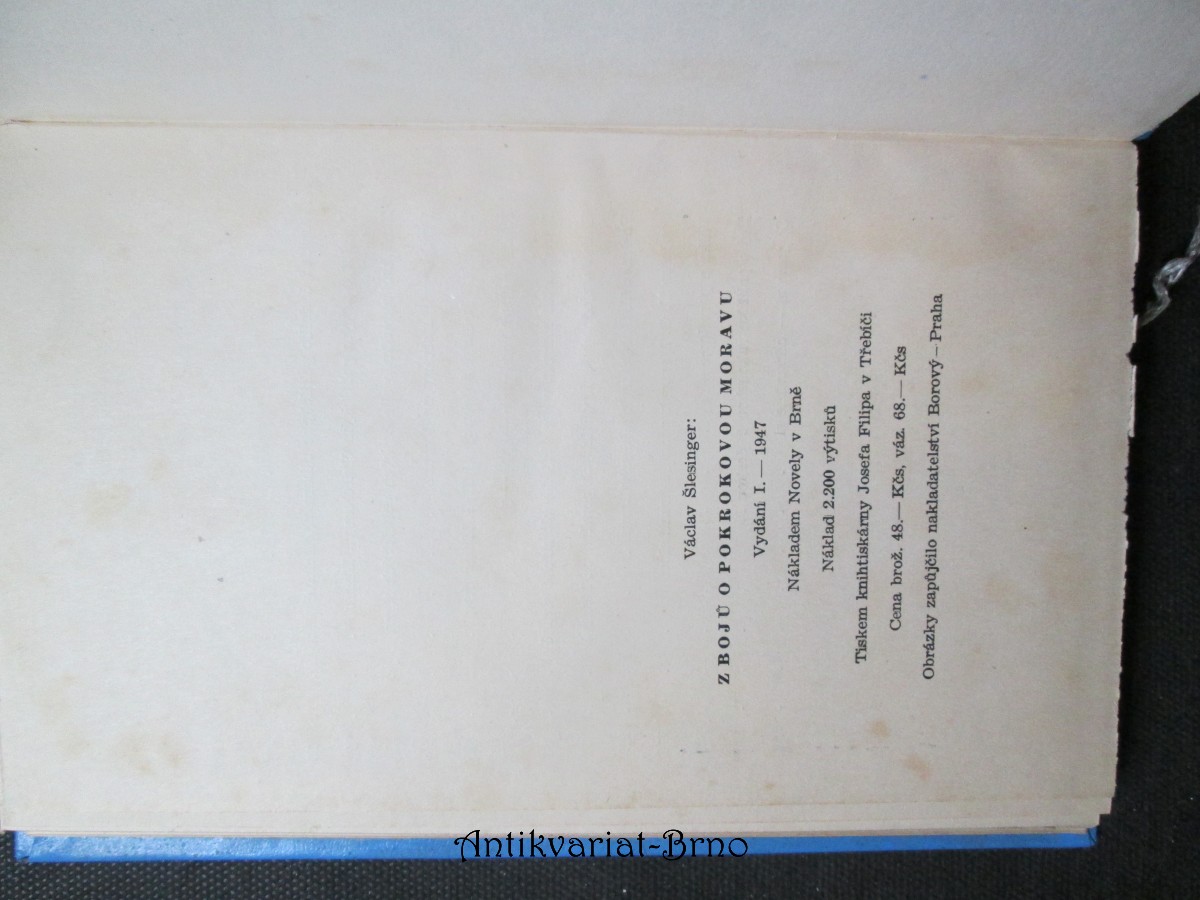 Václav Šlesinger:
Z BOJŮ O POKROKOVOU MORAVU
Vydání I. — 1947
Nákladem Novely v Brně
Náklad 2.200 výtisků
Tiskem knihtiskárny Josefa Filipa v Třebíči
Cena brož. 48.— Kčs, váz. 68.— Kčs
Obrázky zapůjčilo nakladatelství Borový – Praha
Antikvariat-Brno